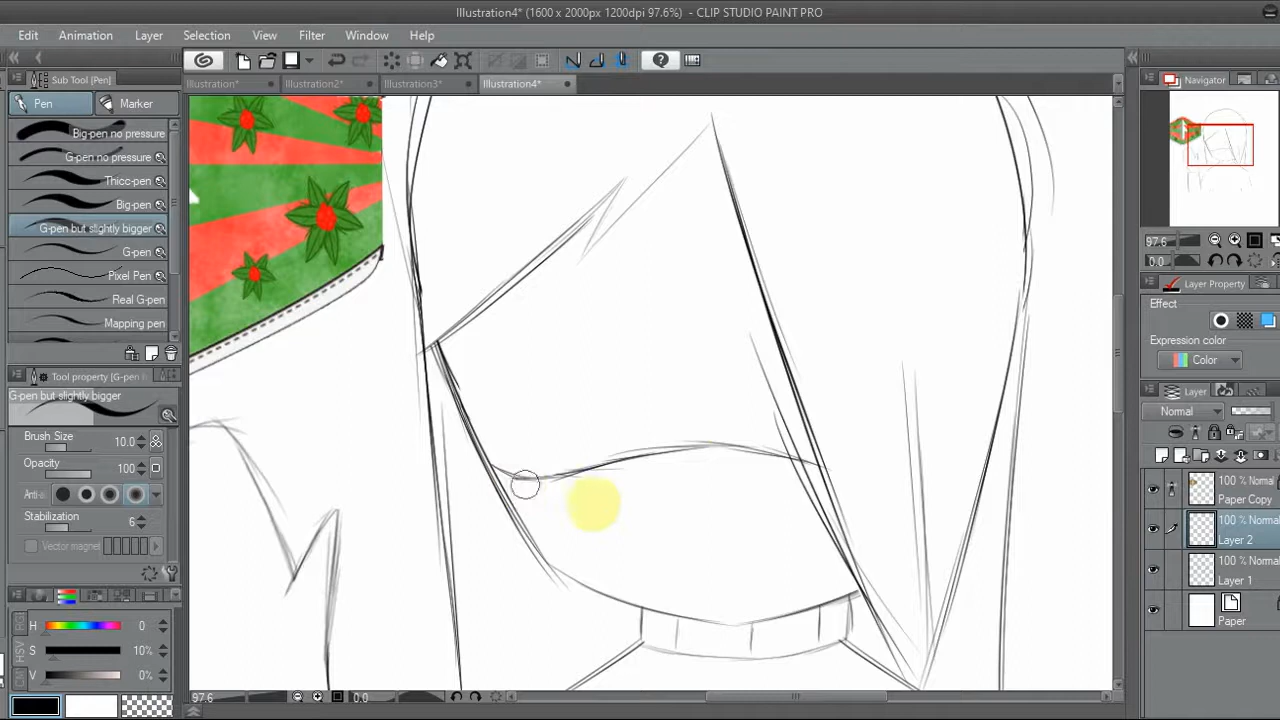 Illustration4* (1600 x 2000px 1200dpi 97.6%) - CLIP STUDIO PAINT PRO
Edit Animation Layer Selection View Filter Window Help
Sub Tool [Pen]
Illustration* Illustration2* Illustration3* Illustration4*
Navigator
Pen Marker
Big-pen no pressure
G-pen no pressure
Thicc-pen
Big-pen
G-pen but slightly bigger
G-pen
Pixel Pen
Real G-pen
Mapping pen
Tool property [G-pen b
G-pen but slightly bigger
Brush Size 10.0
Opacity 100
Anti-a
Stabilization 6
Vector magnet
H 0
S 10%
V 0%
97.6 0.0
97.6
0.0
Layer Property
Effect
Expression color
Color
Layer
Normal
100 % Normal
Paper Copy
100 % Normal
Layer 2
100 % Normal
Layer 1
Paper